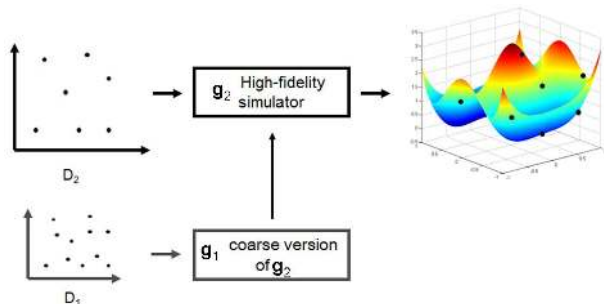 g2 High-fidelity
simulator
D2
g1 coarse version
of g2
D1